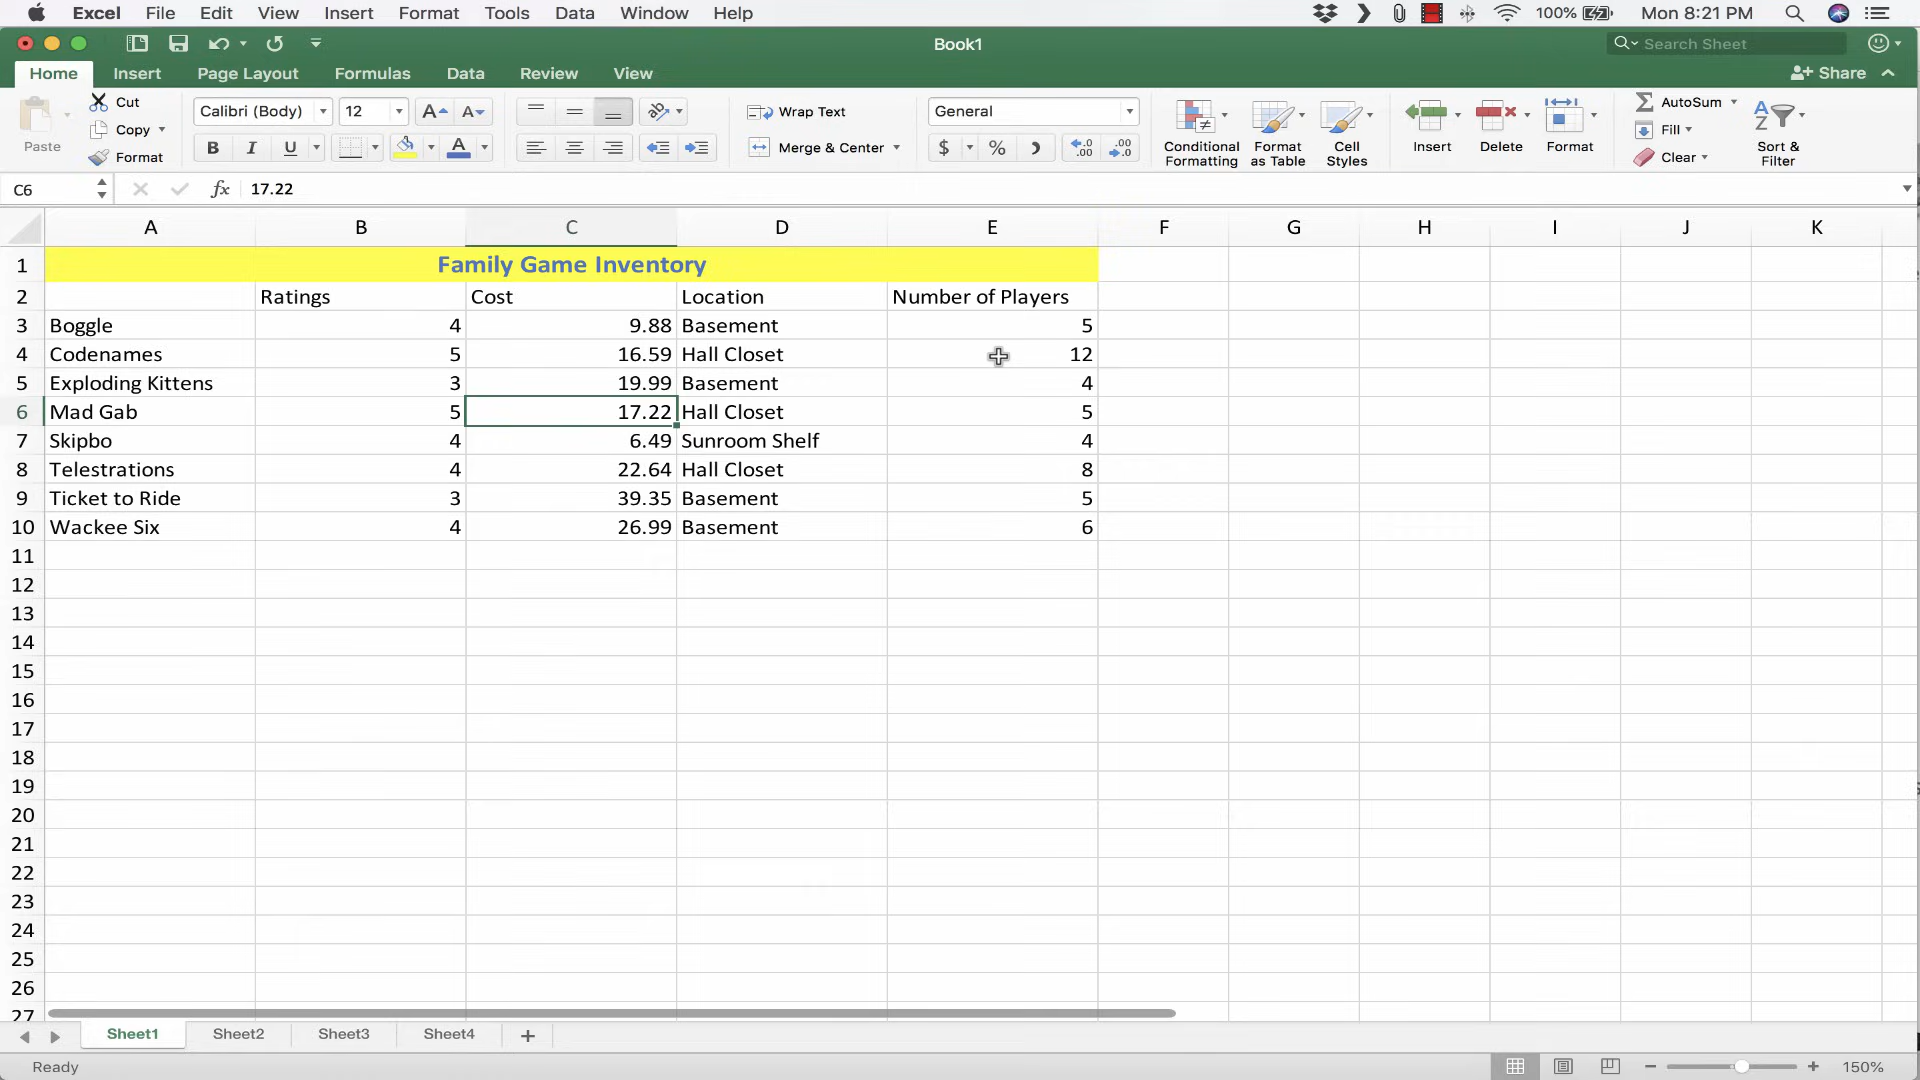 Excel File Edit View Insert Format Tools Data Window Help 100% Mon 8:21 PM
Book1 Search Sheet
Home Insert Page Layout Formulas Data Review View Share
Paste Cut Calibri (Body) 12 A A Wrap Text General Conditional Formatting Format as Table Cell Styles Insert Delete Format AutoSum Sort & Filter
Copy Fill
Format B I U A Merge & Center $ % .0 .00 .00 .0 Clear
C6 fx 17.22
A B C D E F G H I J K
1 Family Game Inventory
2 Ratings Cost Location Number of Players
3 Boggle 4 9.88 Basement 5
4 Codenames 5 16.59 Hall Closet 12
5 Exploding Kittens 3 19.99 Basement 4
6 Mad Gab 5 17.22 Hall Closet 5
7 Skipbo 4 6.49 Sunroom Shelf 4
8 Telestrations 4 22.64 Hall Closet 8
9 Ticket to Ride 3 39.35 Basement 5
10 Wackee Six 4 26.99 Basement 6
11
12
13
14
15
16
17
18
19
20
21
22
23
24
25
26
27
Sheet1 Sheet2 Sheet3 Sheet4 +
Ready 150%